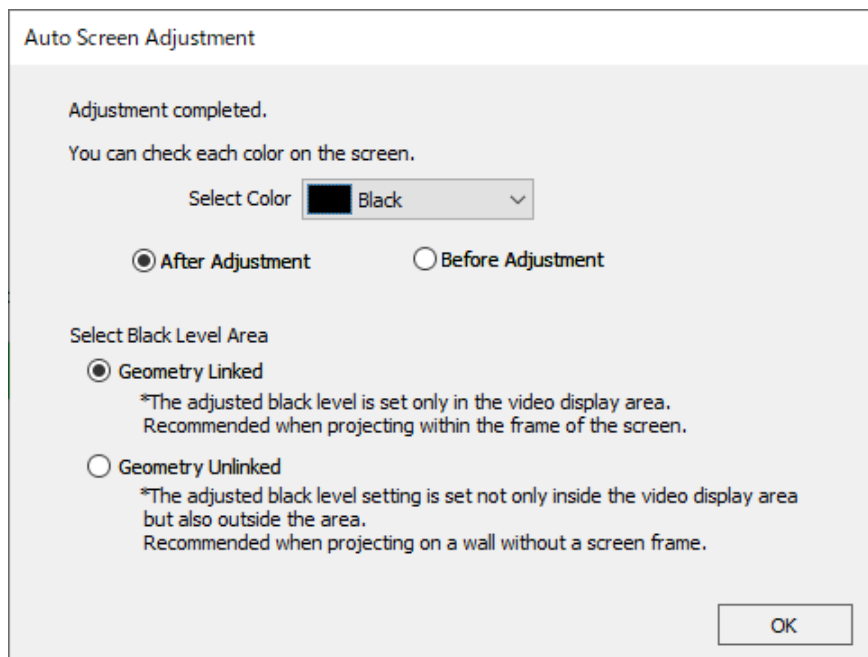 Auto Screen Adjustment
Adjustment completed.
You can check each color on the screen.
Select Color Black
After Adjustment Before Adjustment
Select Black Level Area
Geometry Linked
*The adjusted black level is set only in the video display area.
Recommended when projecting within the frame of the screen.
Geometry Unlinked
*The adjusted black level setting is set not only inside the video display area
but also outside the area.
Recommended when projecting on a wall without a screen frame.
OK